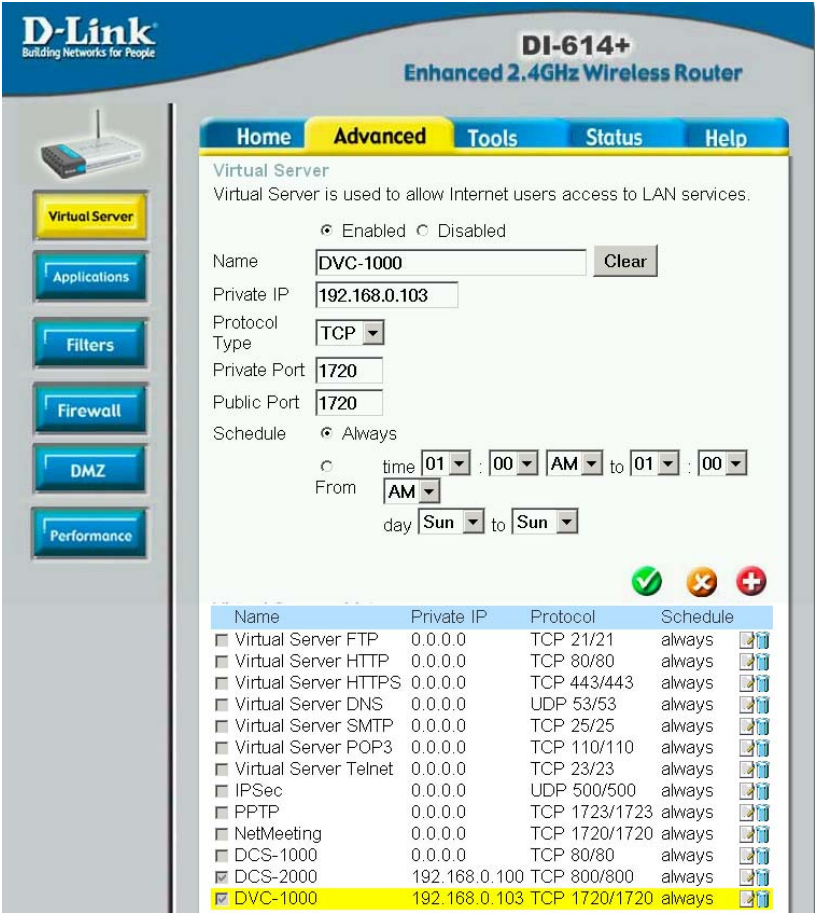 D-Link
Building Networks for People
DI-614+
Enhanced 2.4GHz Wireless Router
Home Advanced Tools Status Help
Virtual Server
Applications
Filters
Firewall
DMZ
Performance
Virtual Server
Virtual Server is used to allow Internet users access to LAN services.
Enabled Disabled
Name DVC-1000 Clear
Private IP 192.168.0.103
Protocol Type TCP
Private Port 1720
Public Port 1720
Schedule Always
From time 01 : 00 AM to 01 : 00 AM
day Sun to Sun
Name Private IP Protocol Schedule
Virtual Server FTP 0.0.0.0 TCP 21/21 always
Virtual Server HTTP 0.0.0.0 TCP 80/80 always
Virtual Server HTTPS 0.0.0.0 TCP 443/443 always
Virtual Server DNS 0.0.0.0 UDP 53/53 always
Virtual Server SMTP 0.0.0.0 TCP 25/25 always
Virtual Server POP3 0.0.0.0 TCP 110/110 always
Virtual Server Telnet 0.0.0.0 TCP 23/23 always
IPSec 0.0.0.0 UDP 500/500 always
PPTP 0.0.0.0 TCP 1723/1723 always
NetMeeting 0.0.0.0 TCP 1720/1720 always
DCS-1000 0.0.0.0 TCP 80/80 always
DCS-2000 192.168.0.100 TCP 800/800 always
DVC-1000 192.168.0.103 TCP 1720/1720 always